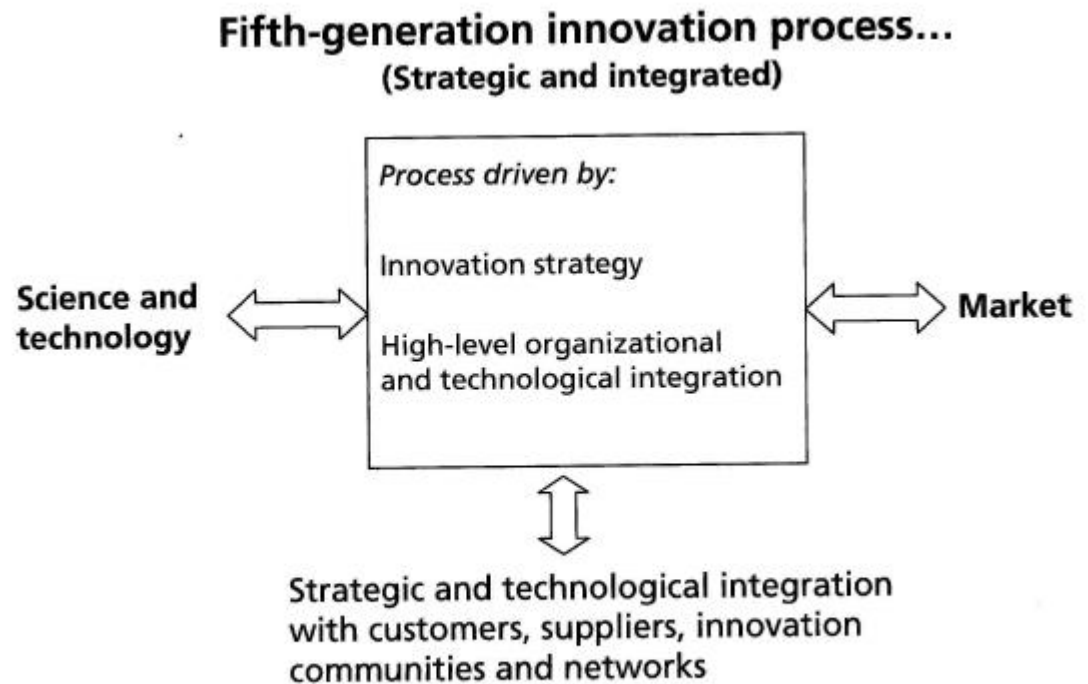 Fifth-generation innovation process...
(Strategic and integrated)
Process driven by:
Innovation strategy
Science and
technology
High-level organizational
and technological integration
Market
Strategic and technological integration
with customers, suppliers, innovation
communities and networks